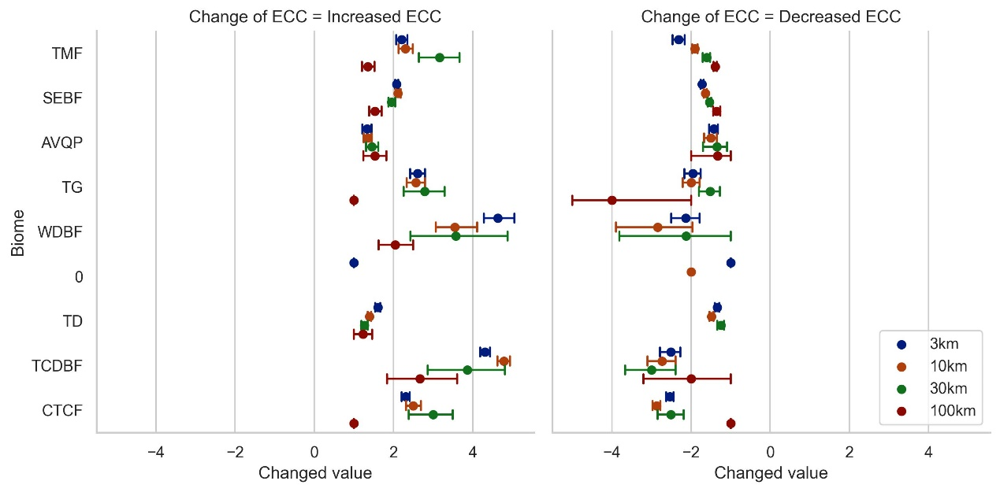 Change of ECC = Increased ECC
Change of ECC = Decreased ECC
Biome
TMF
SEBF
AVQP
TG
WDBF
0
TD
TCDBF
CTCF
−4 −2 0 2 4
−4 −2 0 2 4
Changed value
Changed value
3km
10km
30km
100km